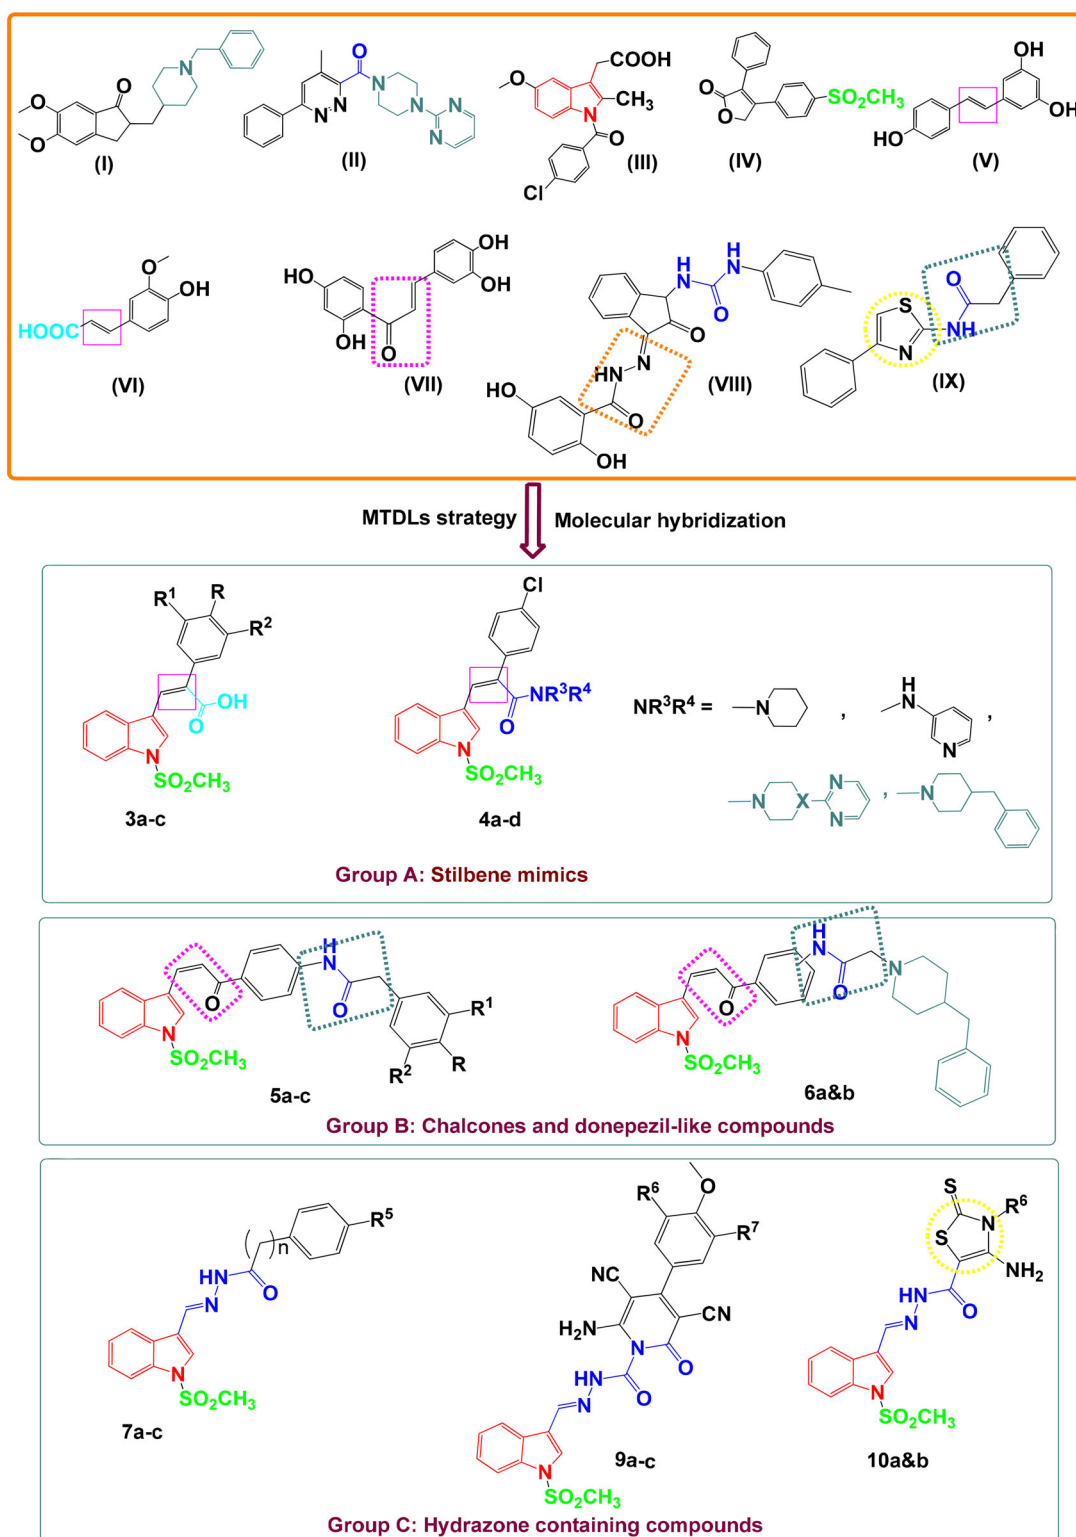 O
O
O
N
(I)
O
N
N
N
N
N
N
(II)
O
COOH
CH3
N
O
Cl
(III)
O
O
SO2CH3
(IV)
OH
OH
HO
(V)
O
OH
HOOC
(VI)
HO
OH
O
OH
OH
(VII)
H
N
H
N
O
O
N
HN
O
HO
OH
(VIII)
S
N
NH
O
(IX)
MTDLs strategy
Molecular hybridization
R1
R
R2
OH
O
N
SO2CH3
3a-c
Cl
NR3R4
O
N
SO2CH3
4a-d
NR3R4 =
N
,
H
N
N
,
N
X
N
N
,
N
Group A: Stilbene mimics
H
N
O
O
N
SO2CH3
R1
R
R2
5a-c
H
N
O
O
N
N
SO2CH3
6a&b
Group B: Chalcones and donepezil-like compounds
R5
n
HN
O
N
N
SO2CH3
7a-c
O
R6
R7
NC
CN
H2N
N
O
HN
O
N
N
SO2CH3
9a-c
S
R6
N
S
NH2
HN
O
N
N
SO2CH3
10a&b
Group C: Hydrazone containing compounds